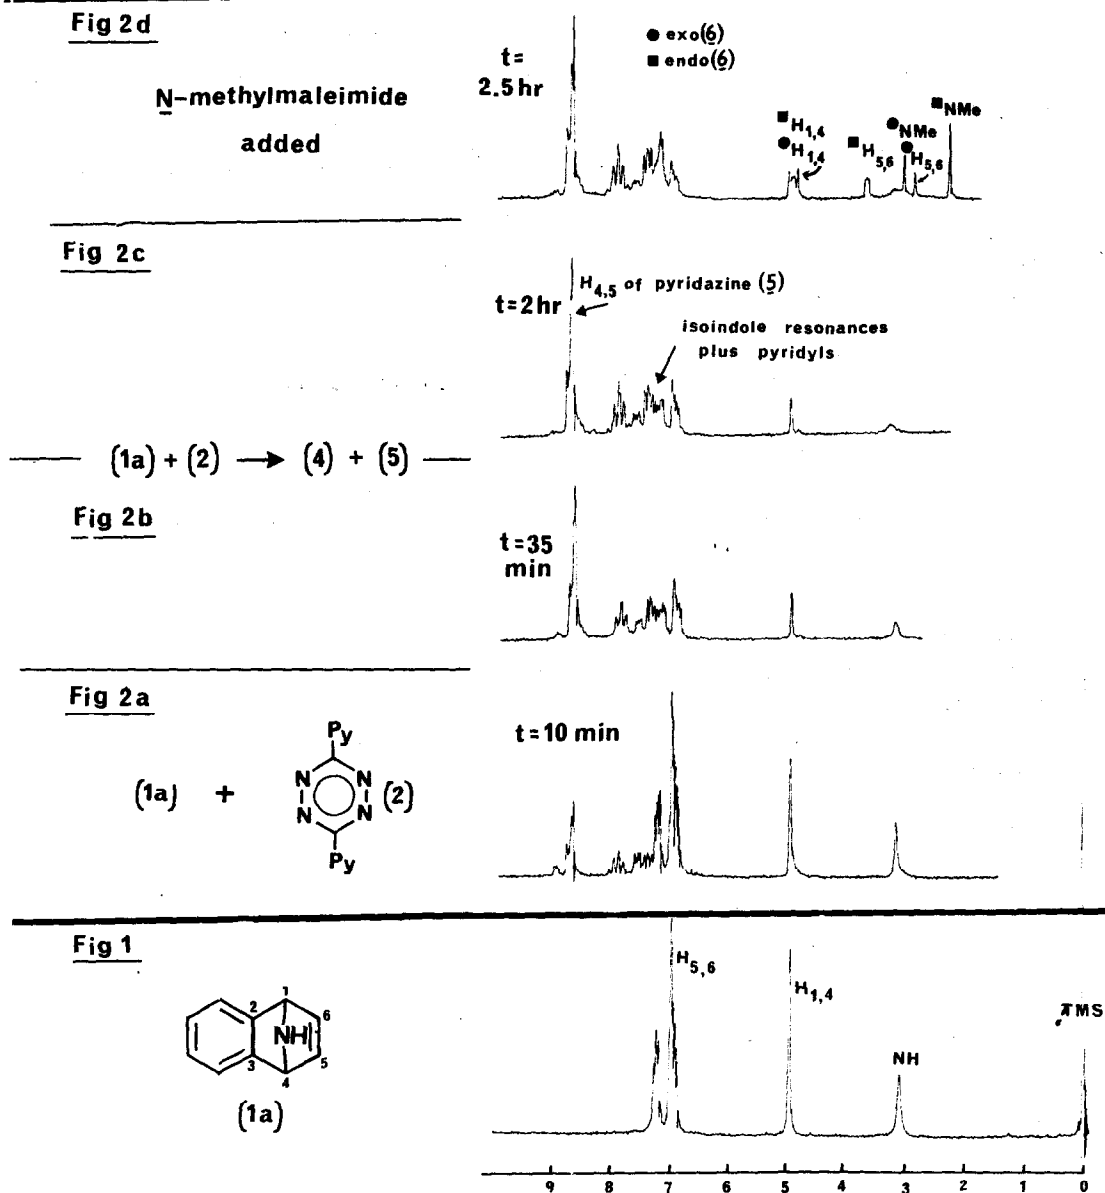 Fig 2d
N-methylmaleimide
added
t=
2.5 hr
● exo(6)
■ endo(6)
■ H1,4
● H1,4
■ H5,6
● NMe
● H5,6
■ NMe
Fig 2c
t=2hr
H4,5 of pyridazine (5)
isoindole resonances
plus pyridyls
(1a) + (2) → (4) + (5)
Fig 2b
t=35
min
Fig 2a
t=10 min
(1a) + (2)
Py
N N
N N
Py
Fig 1
1
2
6
NH
3
5
4
(1a)
H5,6
H1,4
NH
TMS
9 8 7 6 5 4 3 2 1 0